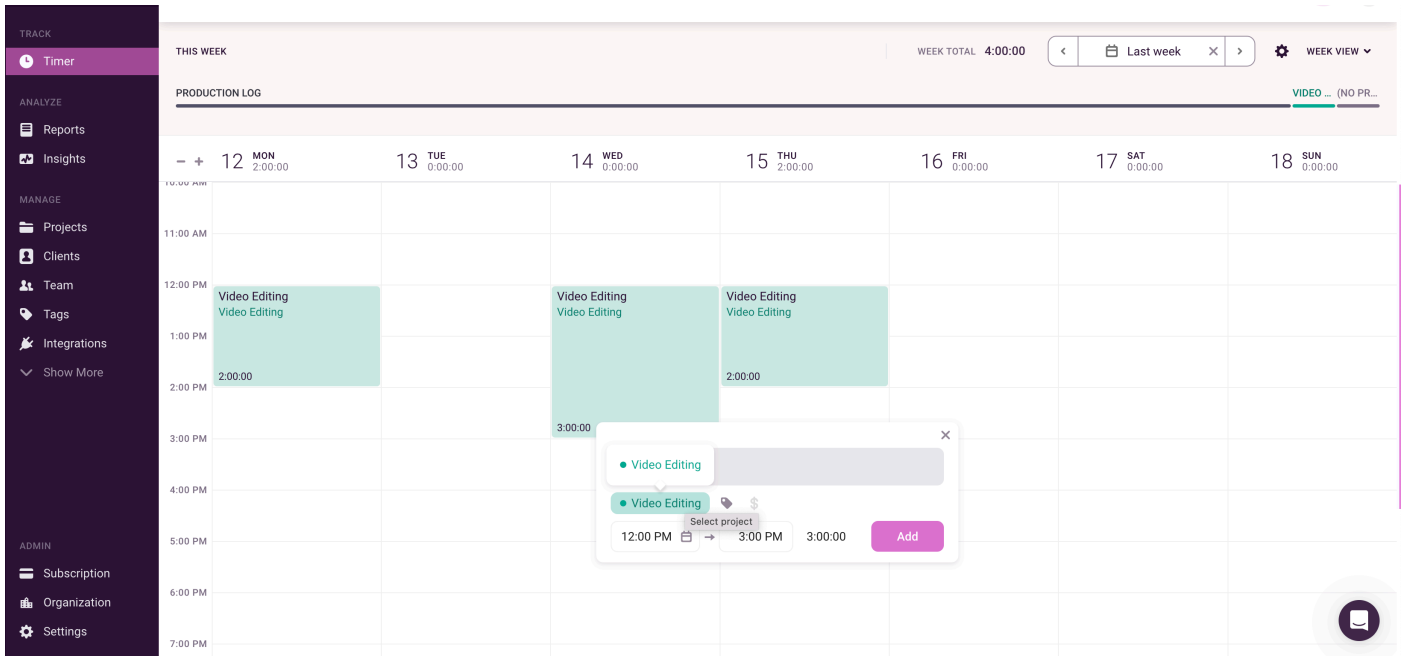 TRACK
Timer
ANALYZE
Reports
Insights
MANAGE
Projects
Clients
Team
Tags
Integrations
Show More
ADMIN
Subscription
Organization
Settings
THIS WEEK
WEEK TOTAL 4:00:00
Last week
WEEK VIEW
PRODUCTION LOG
VIDEO ...
(NO PR...
12 MON 2:00:00
13 TUE 0:00:00
14 WED 0:00:00
15 THU 2:00:00
16 FRI 0:00:00
17 SAT 0:00:00
18 SUN 0:00:00
10:00 AM
11:00 AM
12:00 PM
1:00 PM
2:00 PM
3:00 PM
4:00 PM
5:00 PM
6:00 PM
7:00 PM
Video Editing
Video Editing
2:00:00
Video Editing
Video Editing
3:00:00
Video Editing
Video Editing
2:00:00
Video Editing
Video Editing
$
Select project
12:00 PM → 3:00 PM 3:00:00 Add